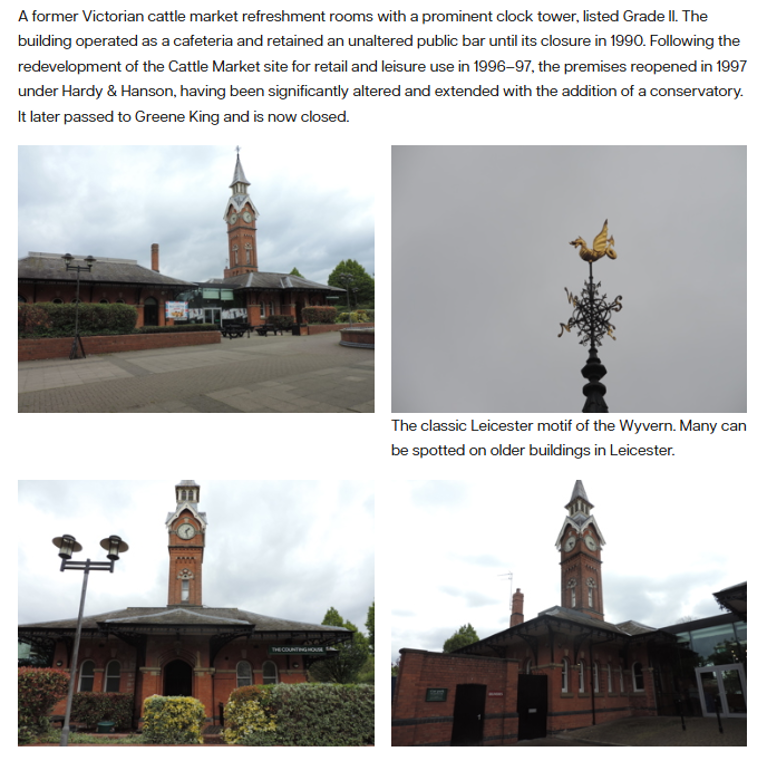 A former Victorian cattle market refreshment rooms with a prominent clock tower, listed Grade II. The
building operated as a cafeteria and retained an unaltered public bar until its closure in 1990. Following the
redevelopment of the Cattle Market site for retail and leisure use in 1996–97, the premises reopened in 1997
under Hardy & Hanson, having been significantly altered and extended with the addition of a conservatory.
It later passed to Greene King and is now closed.
The classic Leicester motif of the Wyvern. Many can
be spotted on older buildings in Leicester.
THE COUNTING HOUSE